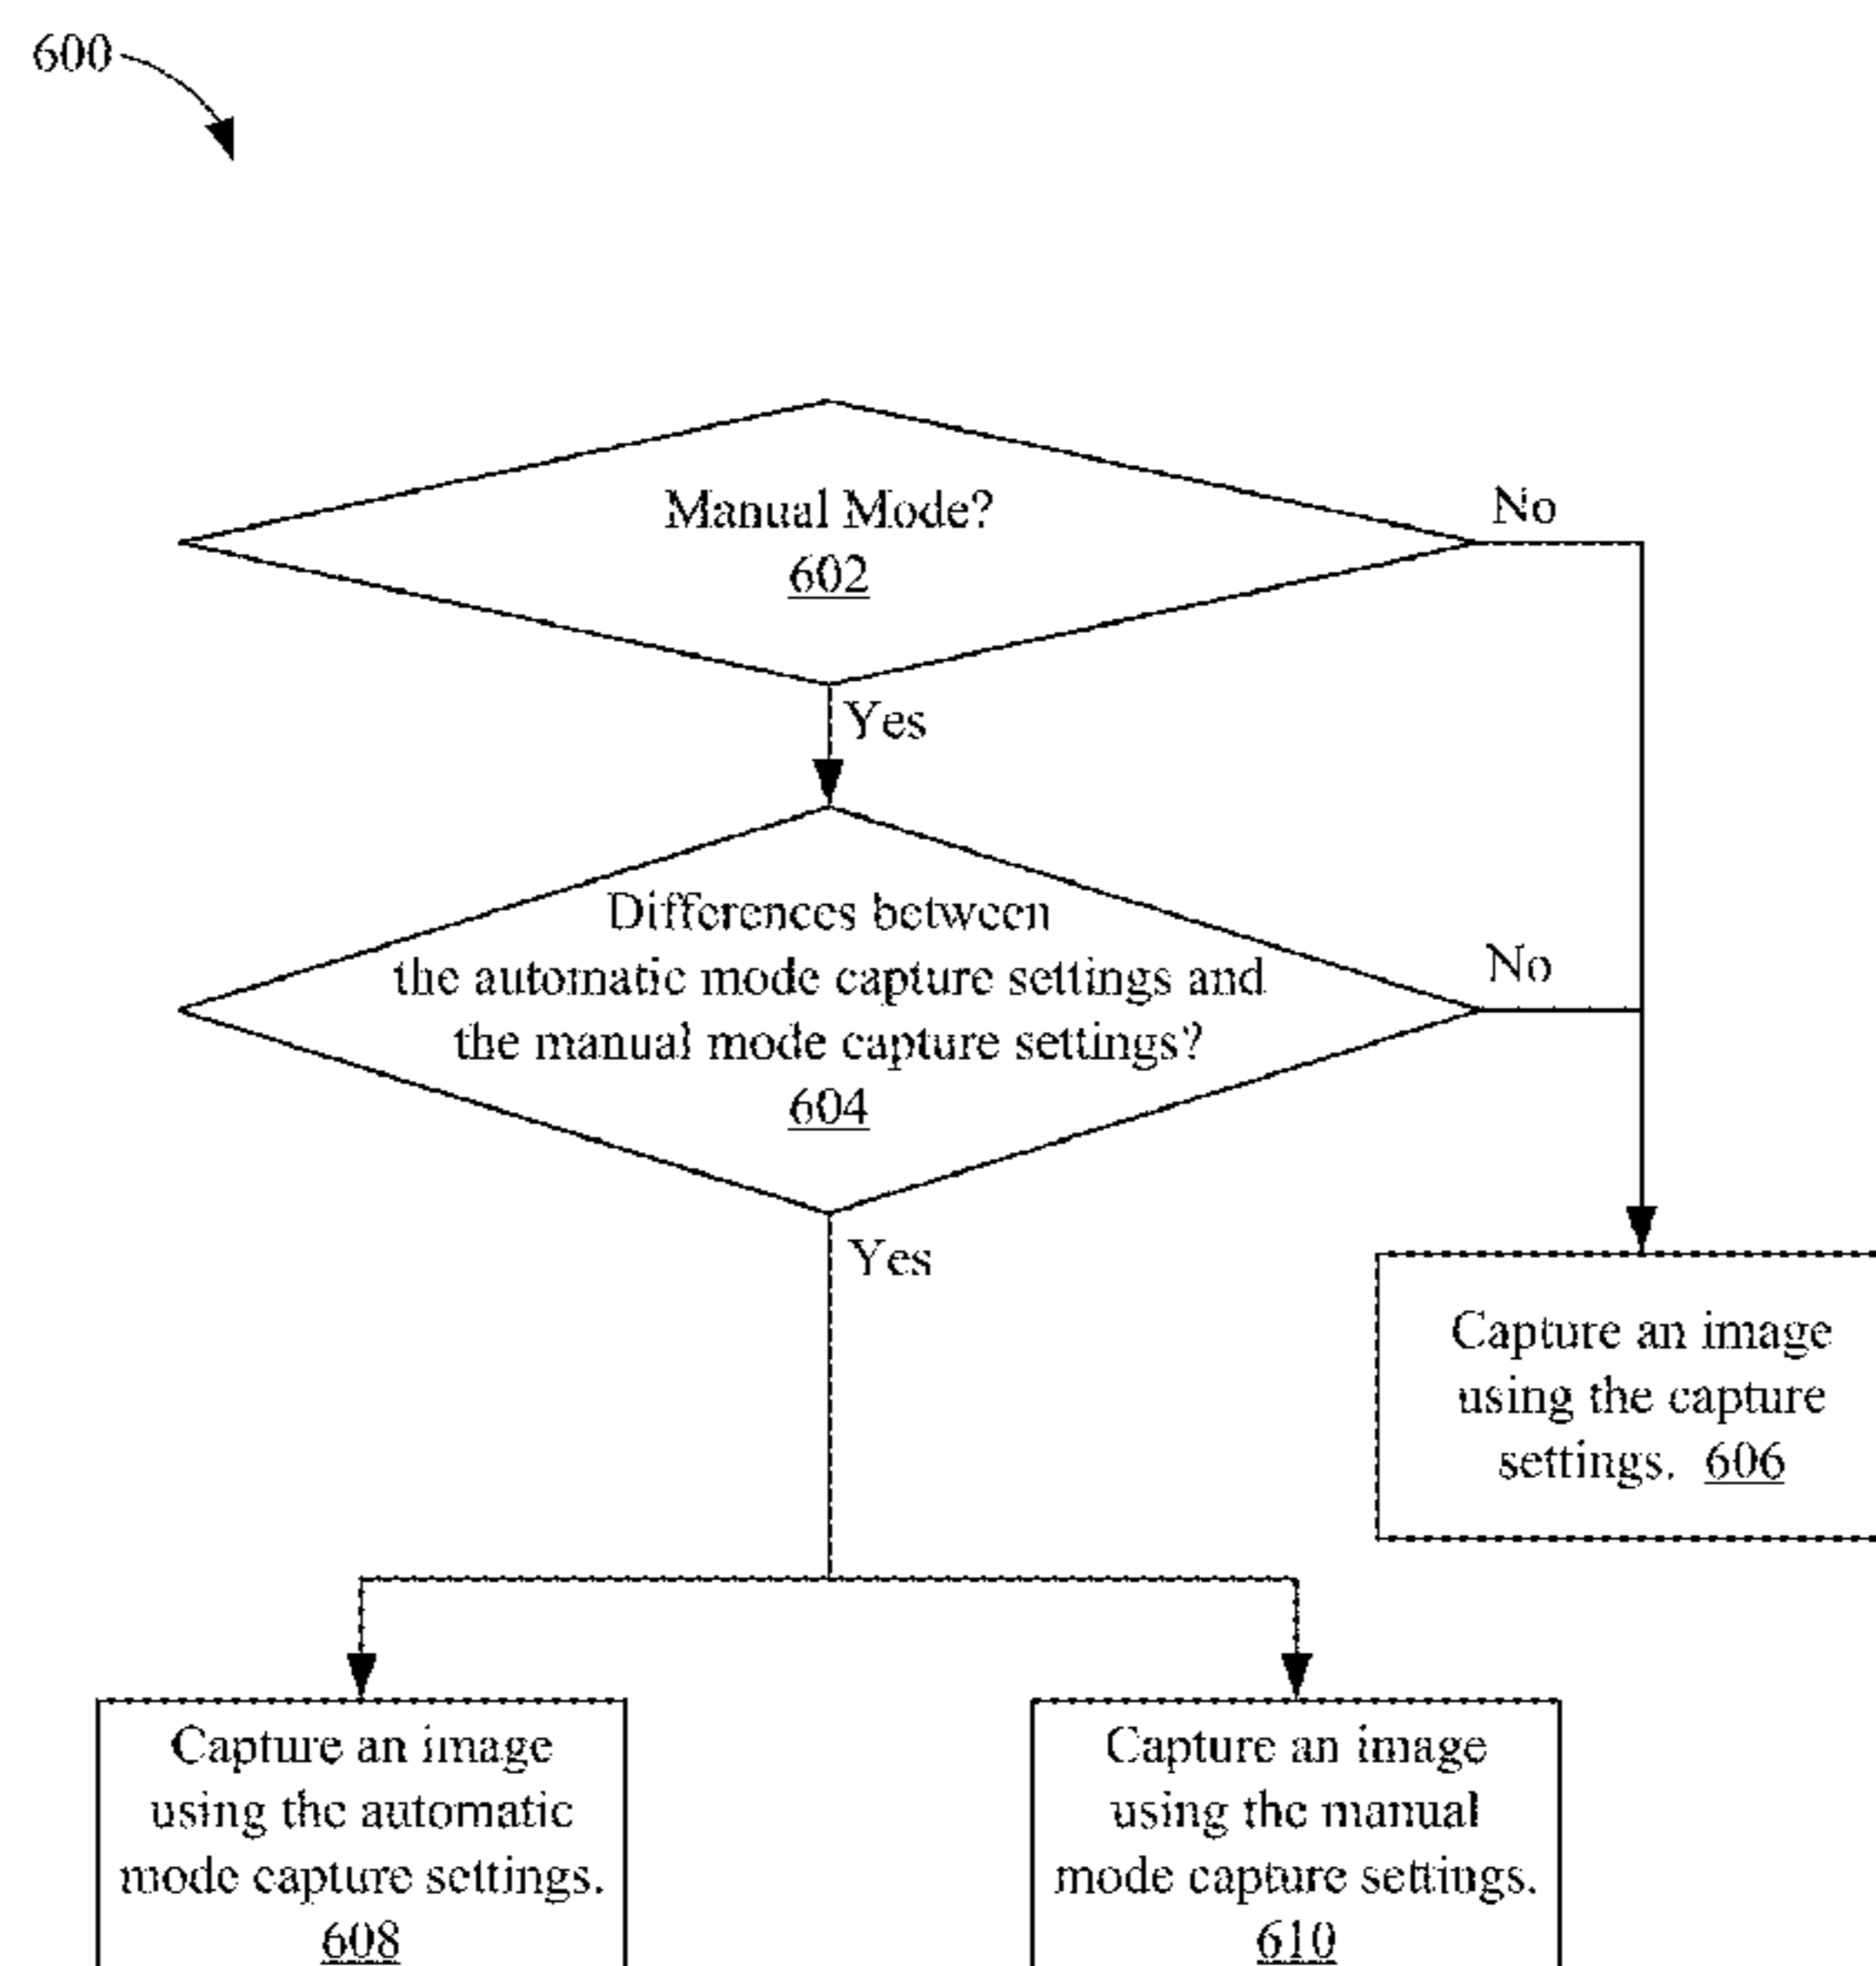 600
Manual Mode?
602
No
Yes
Differences between
the automatic mode capture settings and
the manual mode capture settings?
604
No
Yes
Capture an image
using the capture
settings. 606
Capture an image
using the automatic
mode capture settings.
608
Capture an image
using the manual
mode capture settings.
610